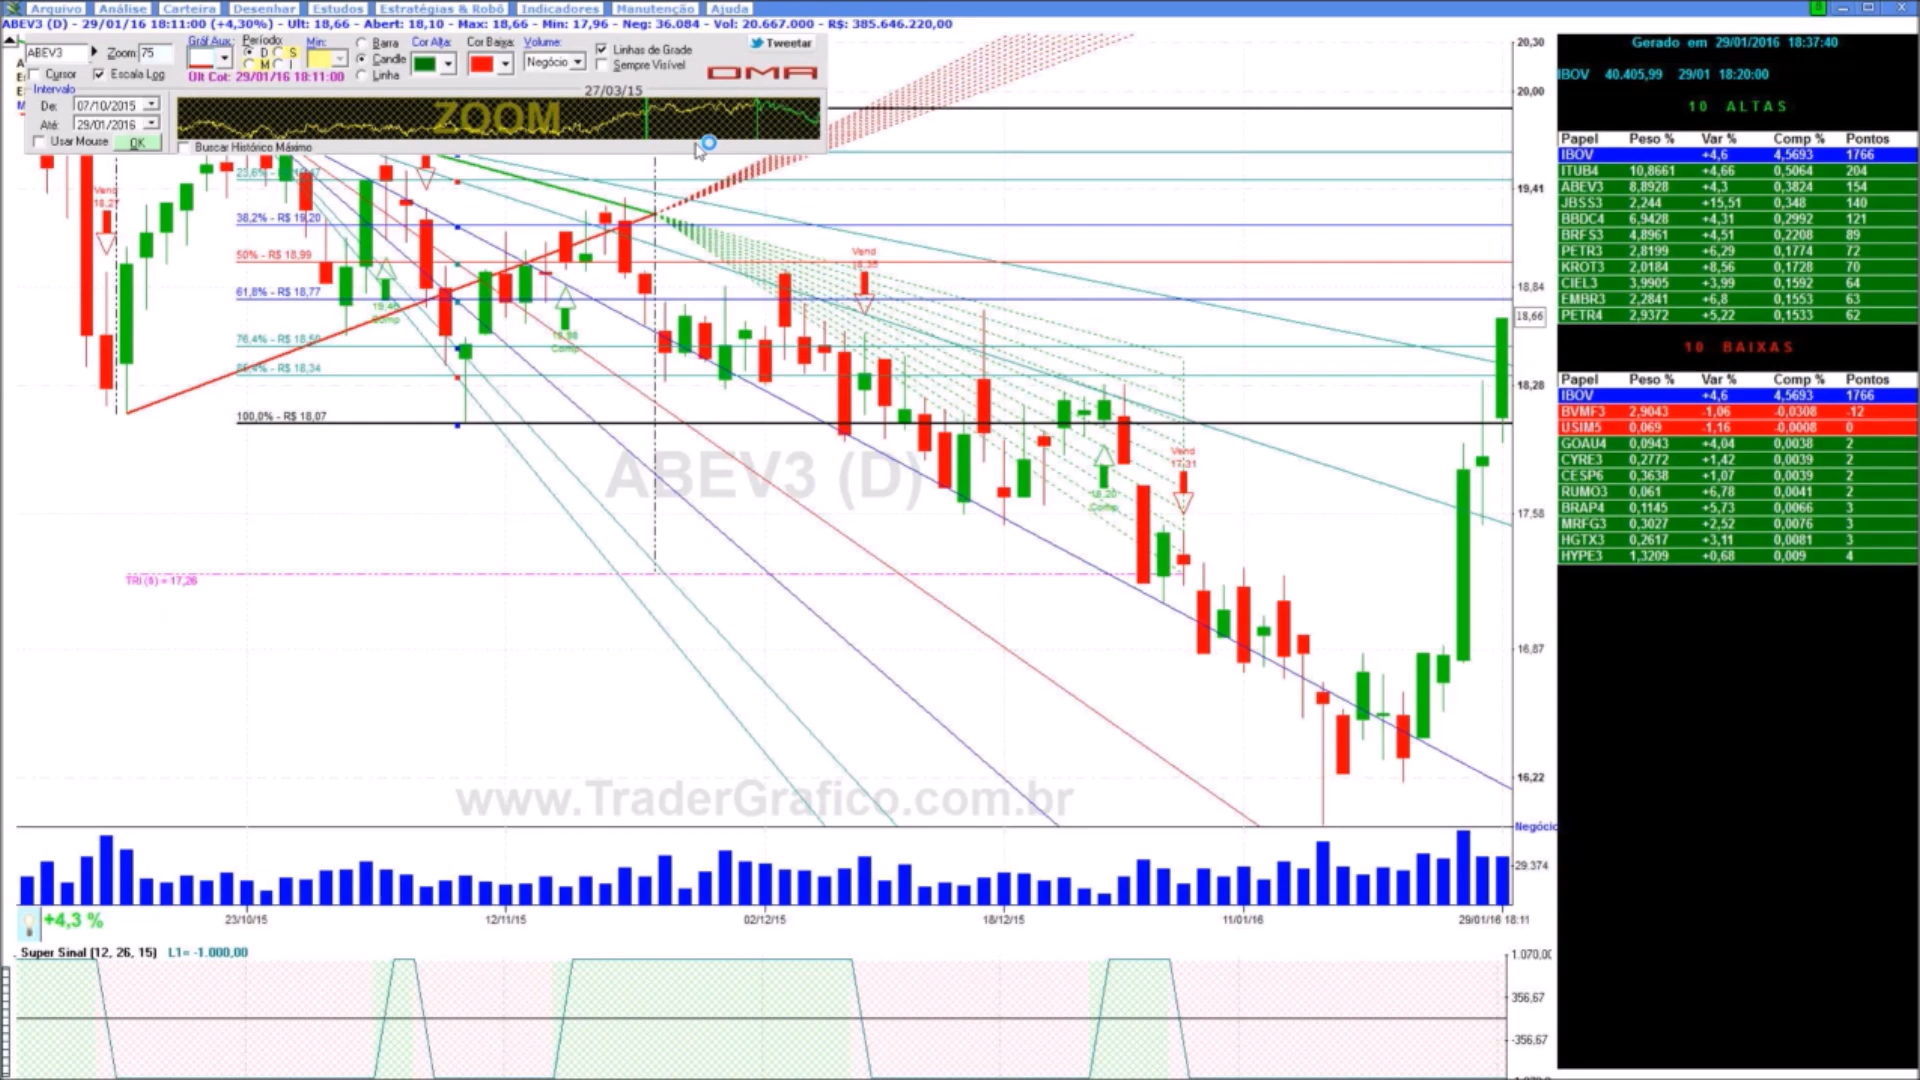 Arquivo Análise Carteira Desenhar Estudos Estratégias & Robô Indicadores Manutenção Ajuda
ABEV3 (D) - 29/01/16 18:11:00 (+4,30%) - Ult: 18,66 - Abert: 18,10 - Max: 18,66 - Min: 17,96 - Neg: 36.084 - Vol: 20.667.000 - R$: 385.646.220,00
ABEV3 Zoom: 75 Gráf Aux.: Período: D S M I Min: Barra Candle Linha Cor Alta: Cor Baixa: Volume: Negócio Linhas de Grade Sempre Visível Tweetar
Cursor Escala Log Ult Cot: 29/01/16 18:11:00 OMA
Intervalo
De: 07/10/2015
Até: 29/01/2016
Usar Mouse OK
27/03/15
ZOOM
Buscar Histórico Máximo
20,30
20,00
19,41
18,84
18,66
18,28
17,58
16,87
16,22
38,2% - R$ 19,20
50% - R$ 18,99
61,8% - R$ 18,77
100,0% - R$ 18,07
Vend
Vend
Comp
Comp
18,20
Comp
Vend
17,31
TRI (8) = 17,26
ABEV3 (D)
www.TraderGrafico.com.br
29.374
+4,3 %
23/10/15 12/11/15 02/12/15 18/12/15 11/01/16 29/01/16 18:11
Super Sinal (12, 26, 15) L1= -1.000,00
356,67
-356,67
Gerado em 29/01/2016 18:37:40
IBOV 40.405,99 29/01 18:20:00
10 ALTAS
Papel Peso % Var % Comp % Pontos
IBOV +4,6 4,5693 1766
ITUB4 10,8661 +4,66 0,5064 204
ABEV3 8,8928 +4,3 0,3824 154
JBSS3 2,244 +15,51 0,348 140
BBDC4 6,9428 +4,31 0,2992 121
BRFS3 4,8961 +4,51 0,2208 89
PETR3 2,8199 +6,29 0,1774 72
KROT3 2,0184 +8,56 0,1728 70
CIEL3 3,9905 +3,99 0,1592 64
EMBR3 2,2841 +6,8 0,1553 63
PETR4 2,9372 +5,22 0,1533 62
10 BAIXAS
Papel Peso % Var % Comp % Pontos
IBOV +4,6 4,5693 1766
BVMF3 2,9043 -1,06 -0,0308 -12
USIM5 0,069 -1,16 -0,0008 0
GOAU4 0,0943 +4,04 0,0038 2
CYRE3 0,2772 +1,42 0,0039 2
CESP6 0,3638 +1,07 0,0039 2
RUMO3 0,061 +6,78 0,0041 2
BRAP4 0,1145 +5,73 0,0066 3
MRFG3 0,3027 +2,52 0,0076 3
HGTX3 0,2617 +3,11 0,0081 3
HYPE3 1,3209 +0,68 0,009 4